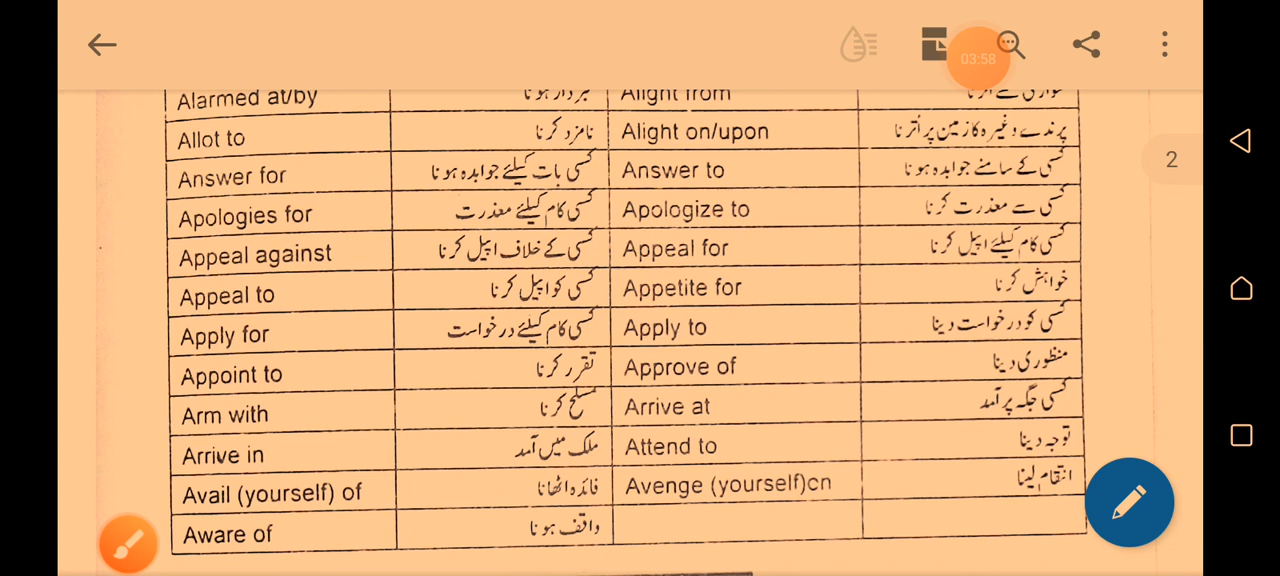 03:58
2
Alarmed at/by Alight from
Allot to نامزد کرنا Alight on/upon پرندے وغیرہ کا زمین پر اُترنا
Answer for کسی بات کیلئے جوابدہ ہونا Answer to کسی کے سامنے جوابدہ ہونا
Apologies for کسی کام کیلئے معذرت Apologize to کسی سے معذرت کرنا
Appeal against کسی کے خلاف اپیل کرنا Appeal for کسی کام کیلئے اپیل کرنا
Appeal to کسی کو اپیل کرنا Appetite for خواہش کرنا
Apply for کسی کام کیلئے درخواست Apply to کسی کو درخواست دینا
Appoint to تقرر کرنا Approve of منظوری دینا
Arm with مسلح کرنا Arrive at کسی جگہ پر آمد
Arrive in ملک میں آمد Attend to توجہ دینا
Avail (yourself) of فائدہ اٹھانا Avenge (yourself)cn انتقام لینا
Aware of واقف ہونا